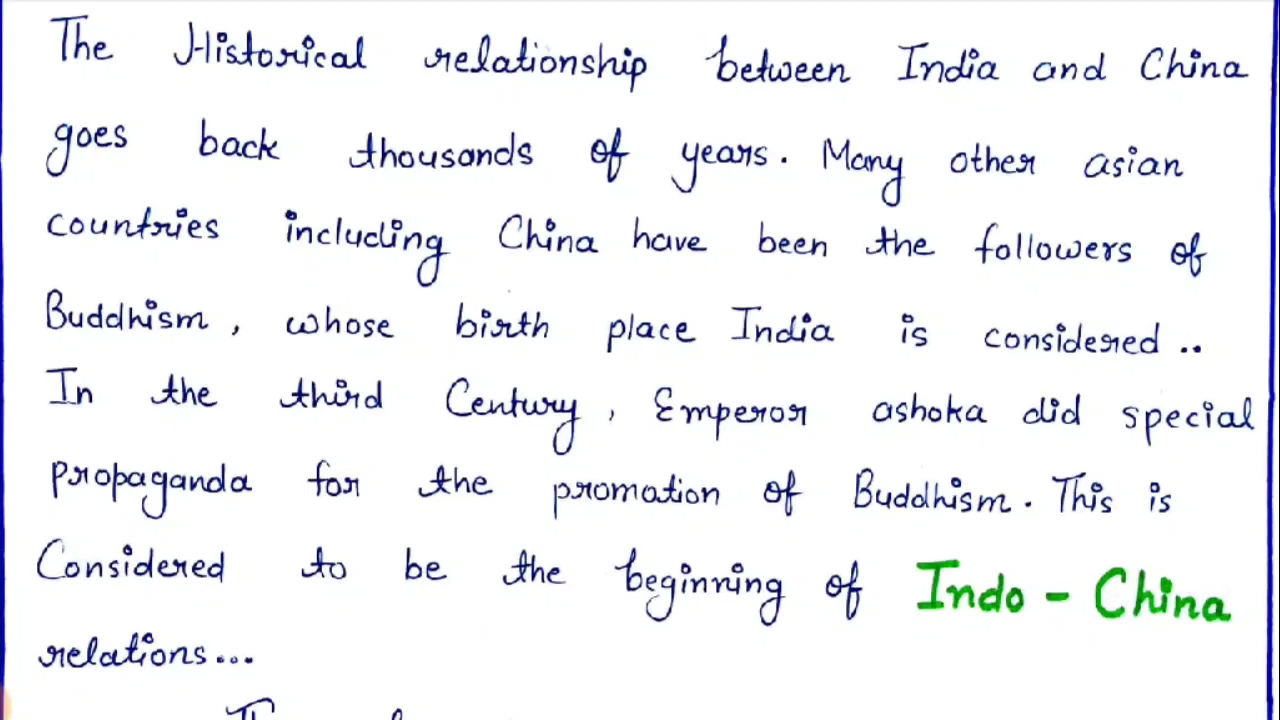 The Historical relationship between India and China
goes back thousands of years. Many other asian
countries including China have been the followers of
Buddhism, whose birth place India is considered..
In the third Century, Emperor ashoka did special
propaganda for the promation of Buddhism. This is
Considered to be the beginning of Indo - China
relations...